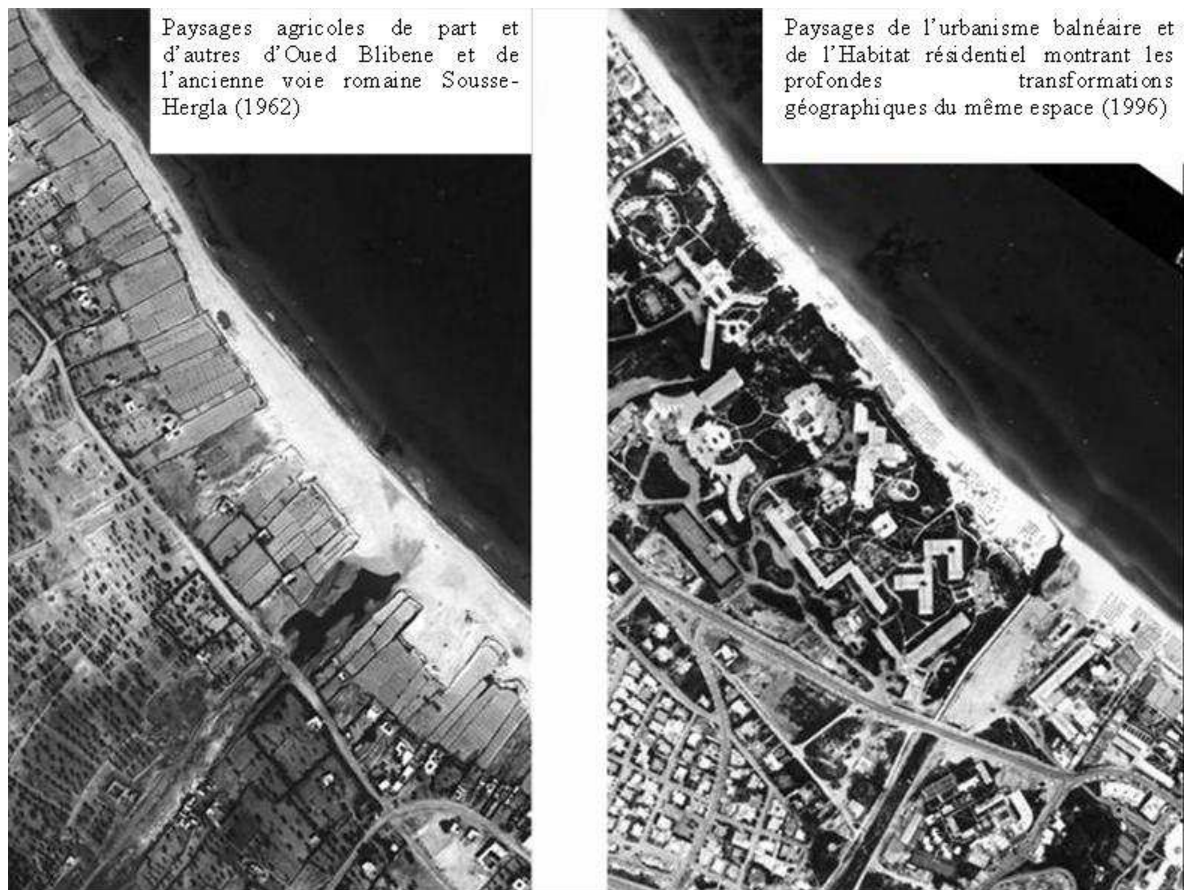 Paysages agricoles de part et
d'autres d'Oued Blibene et de
l'ancienne voie romaine Sousse-
Hergla (1962)
Paysages de l'urbanisme balnéaire et
de l'Habitat résidentiel montrant les
profondes transformations
géographiques du même espace (1996)